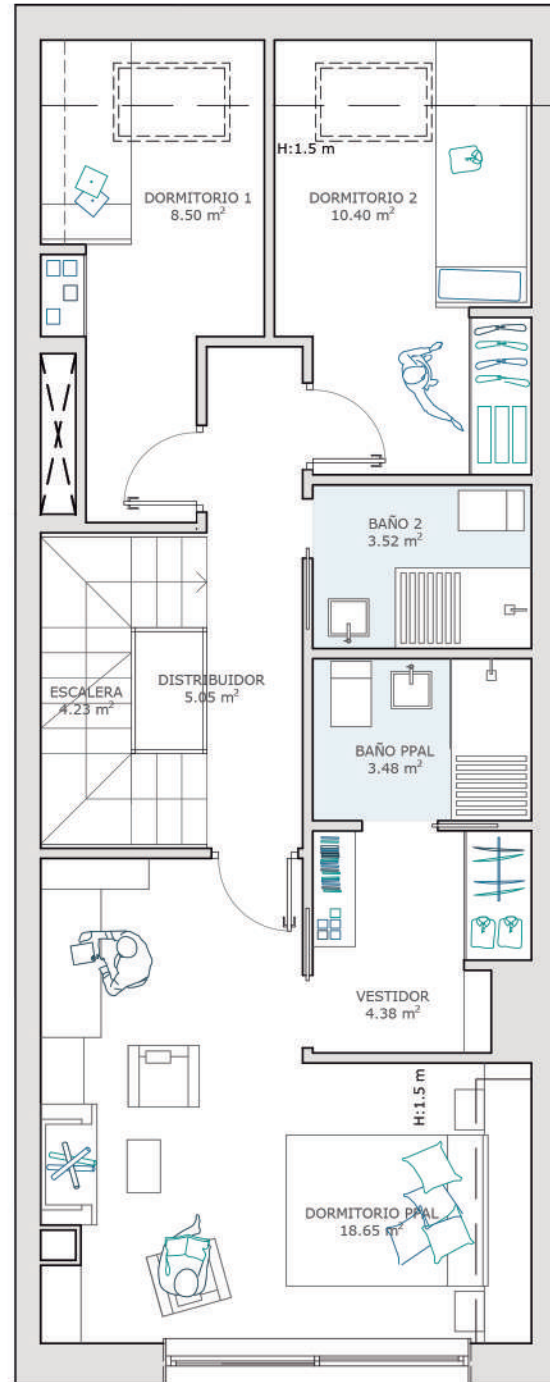 H:1.5 m
DORMITORIO 1
8.50 m²
DORMITORIO 2
10.40 m²
BAÑO 2
3.52 m²
ESCALERA
4.23 m²
DISTRIBUIDOR
5.05 m²
BAÑO PPAL
3.48 m²
VESTIDOR
4.38 m²
H:1.5 m
DORMITORIO PPAL
18.65 m²